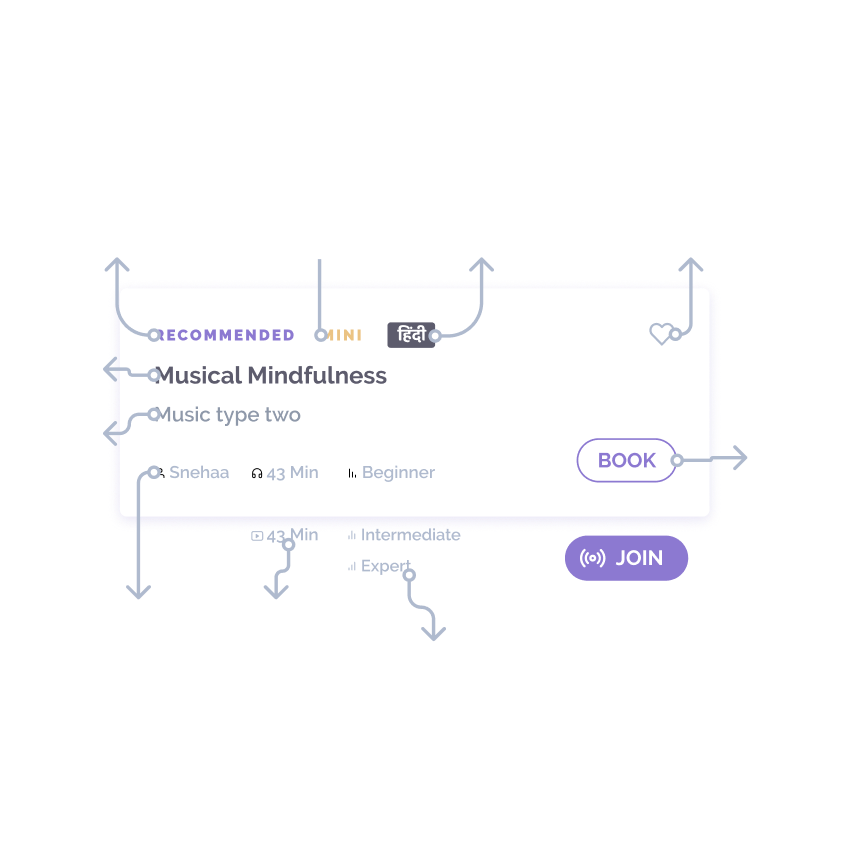 RECOMMENDED MINI हिंदी
Musical Mindfulness
Music type two
Snehaa 43 Min Beginner
BOOK
43 Min Intermediate
Expert
JOIN